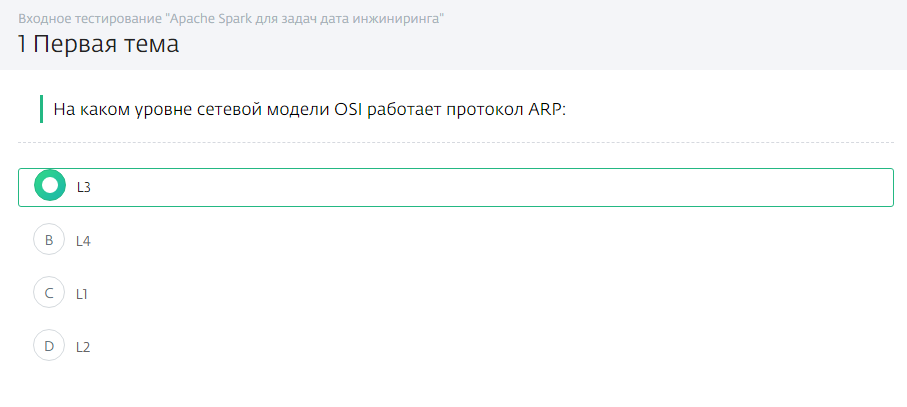 Входное тестирование "Apache Spark для задач дата инжиниринга"
1 Первая тема
На каком уровне сетевой модели OSI работает протокол ARP:
L3
B L4
C L1
D L2